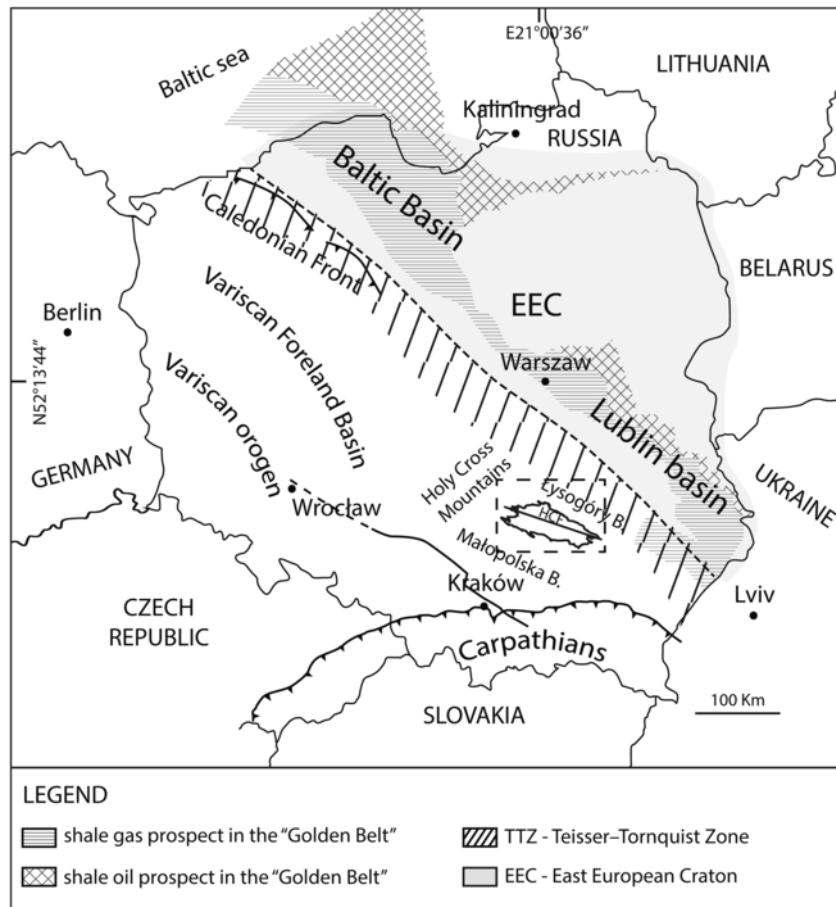 E21°00'36"
Baltic sea
LITHUANIA
Kaliningrad
RUSSIA
Baltic Basin
Caledonian Front
BELARUS
Variscan Foreland Basin
EEC
Berlin
Warszaw
N52°13'44"
Variscan orogen
Lublin basin
GERMANY
Holy Cross
Mountains
UKRAINE
Łysogóry B.
HCF
Wrocław
Małopolska B.
Kraków
Lviv
CZECH
REPUBLIC
Carpathians
100 Km
SLOVAKIA
LEGEND
shale gas prospect in the “Golden Belt”
TTZ - Teisser–Tornquist Zone
shale oil prospect in the “Golden Belt”
EEC - East European Craton